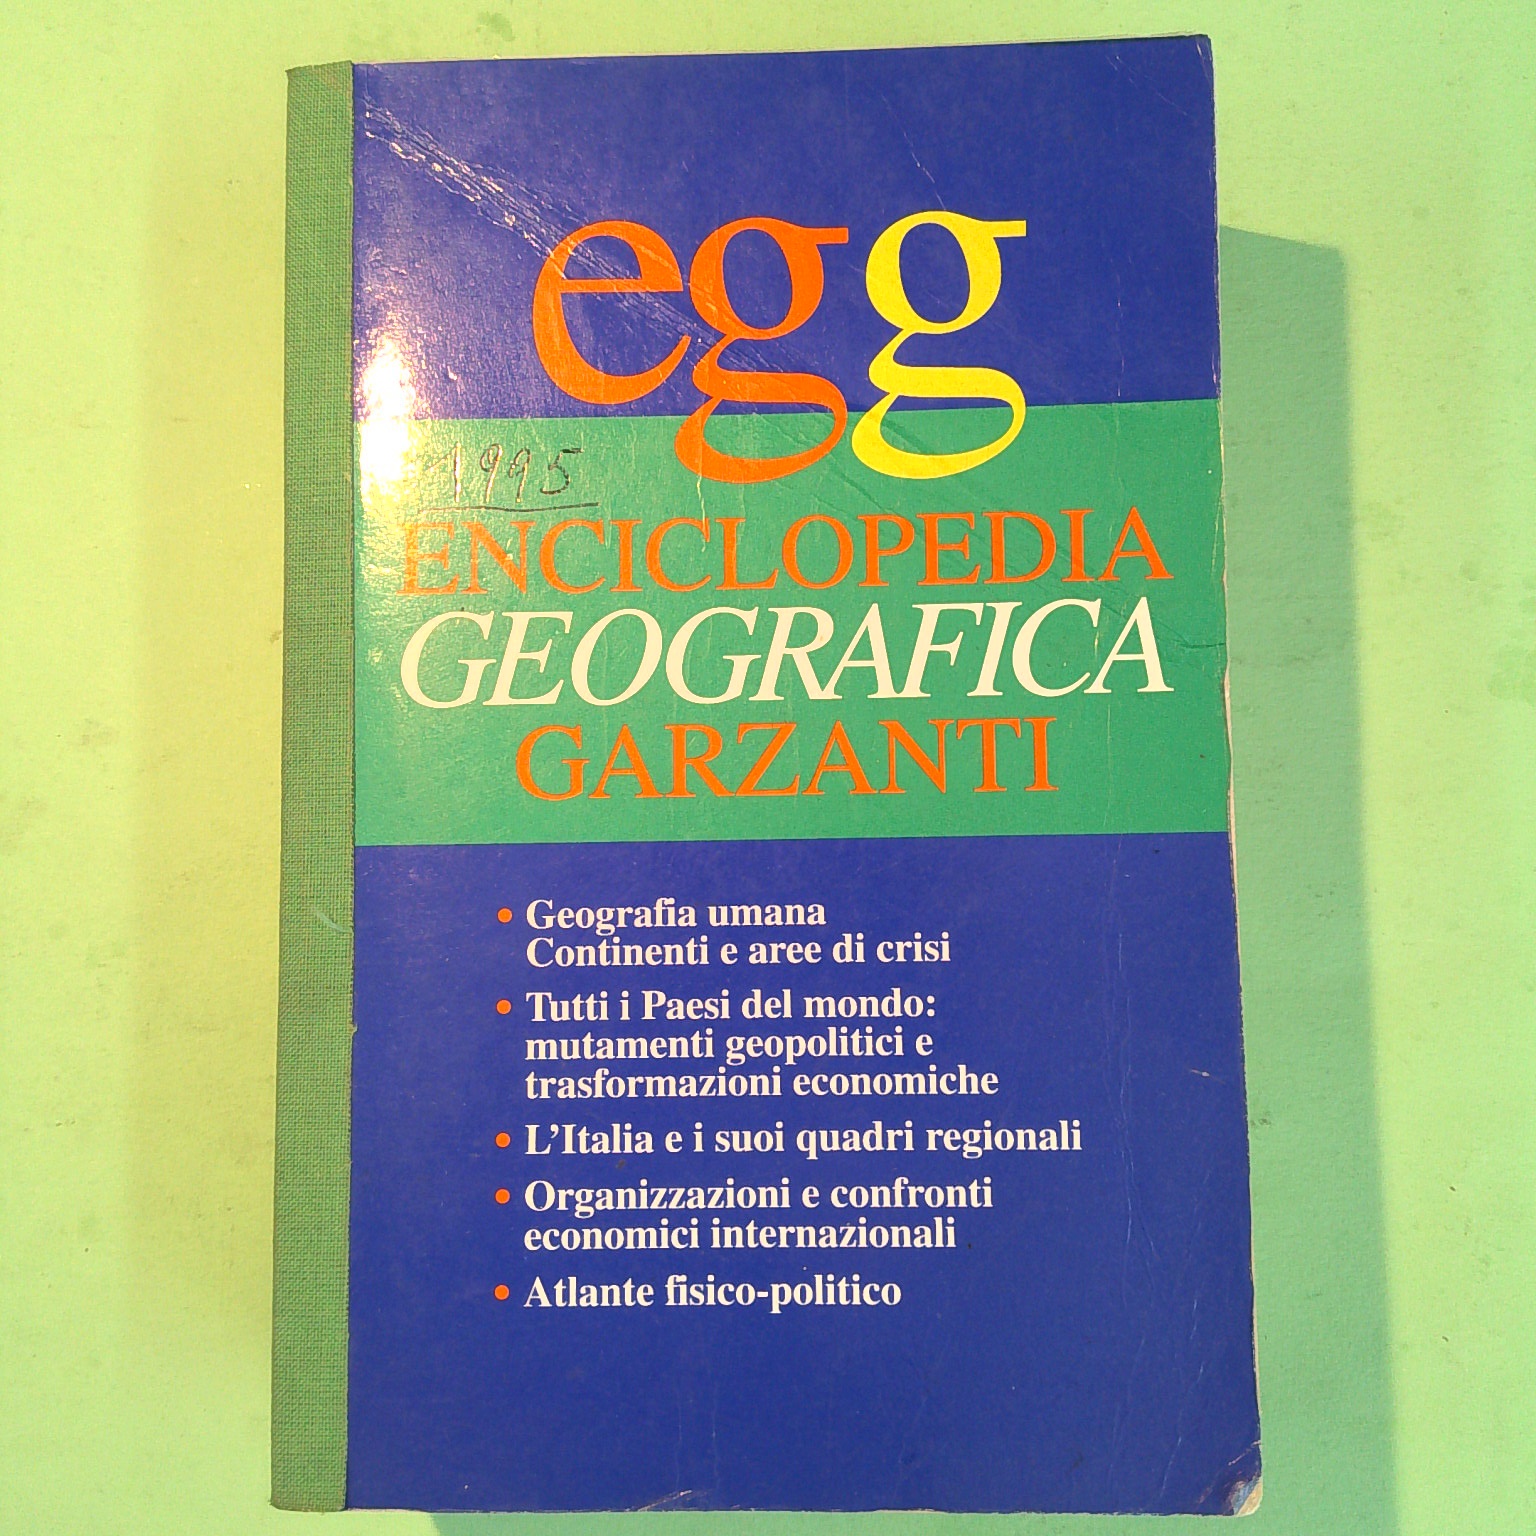 egg
1995
ENCICLOPEDIA
GEOGRAFICA
GARZANTI
• Geografia umana
Continenti e aree di crisi
• Tutti i Paesi del mondo:
mutamenti geopolitici e
trasformazioni economiche
• L'Italia e i suoi quadri regionali
• Organizzazioni e confronti
economici internazionali
• Atlante fisico-politico